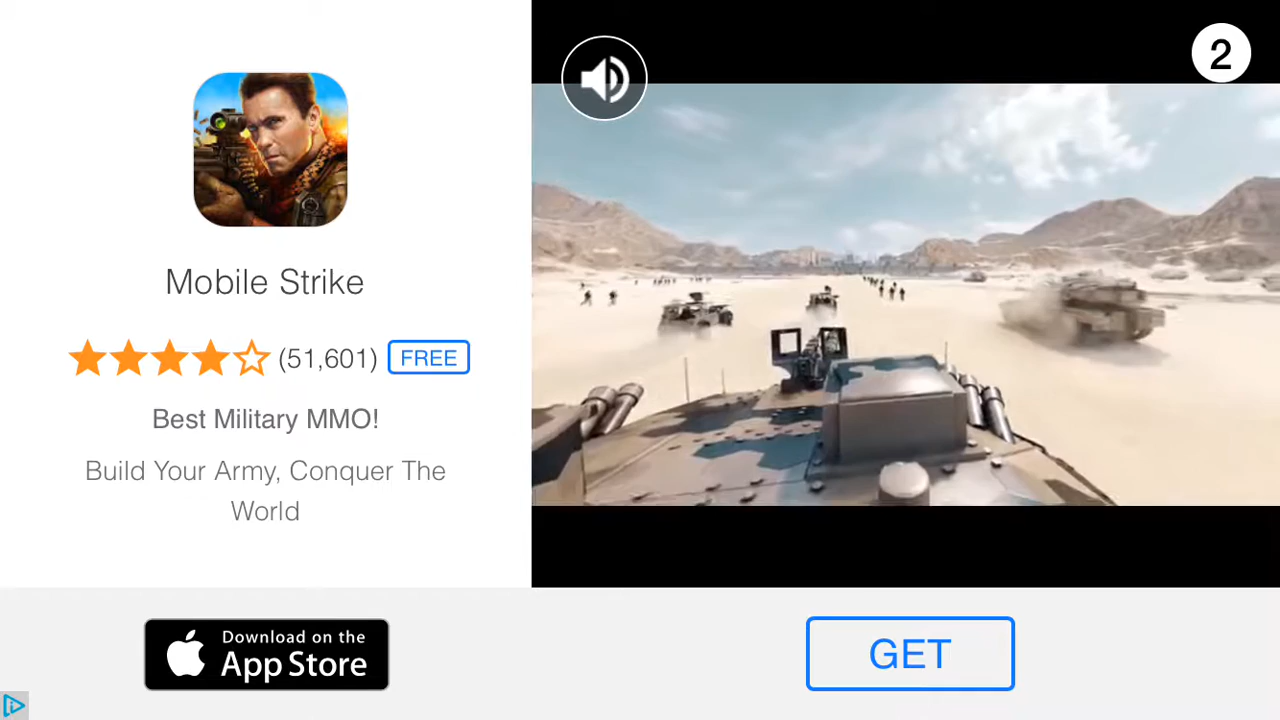 2
Mobile Strike
(51,601) FREE
Best Military MMO!
Build Your Army, Conquer The
World
Download on the
App Store
GET